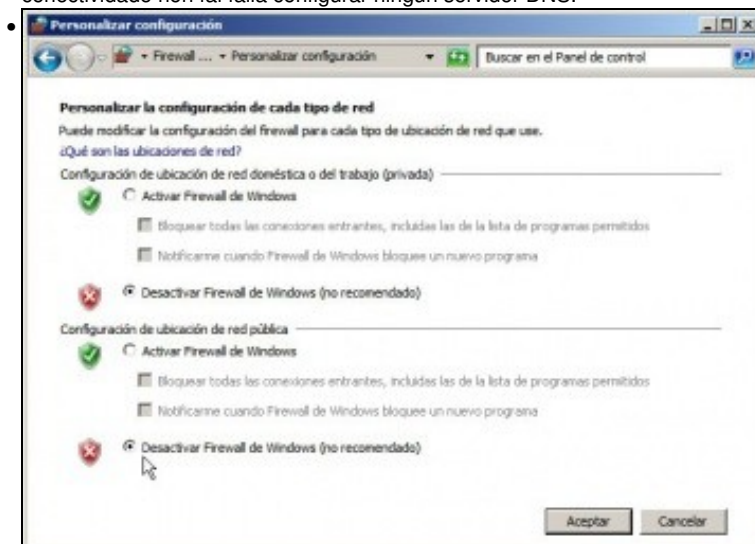 conectividade non fai falla configurar ningún servidor DNS.
Personalizar configuración
Firewall ... Personalizar configuración
Buscar en el Panel de control
Personalizar la configuración de cada tipo de red
Puede modificar la configuración del firewall para cada tipo de ubicación de red que use.
¿Qué son las ubicaciones de red?
Configuración de ubicación de red doméstica o del trabajo (privada)
Activar Firewall de Windows
Bloquear todas las conexiones entrantes, incluidas las de la lista de programas permitidos
Notificarme cuando Firewall de Windows bloquee un nuevo programa
Desactivar Firewall de Windows (no recomendado)
Configuración de ubicación de red pública
Activar Firewall de Windows
Bloquear todas las conexiones entrantes, incluidas las de la lista de programas permitidos
Notificarme cuando Firewall de Windows bloquee un nuevo programa
Desactivar Firewall de Windows (no recomendado)
Aceptar Cancelar